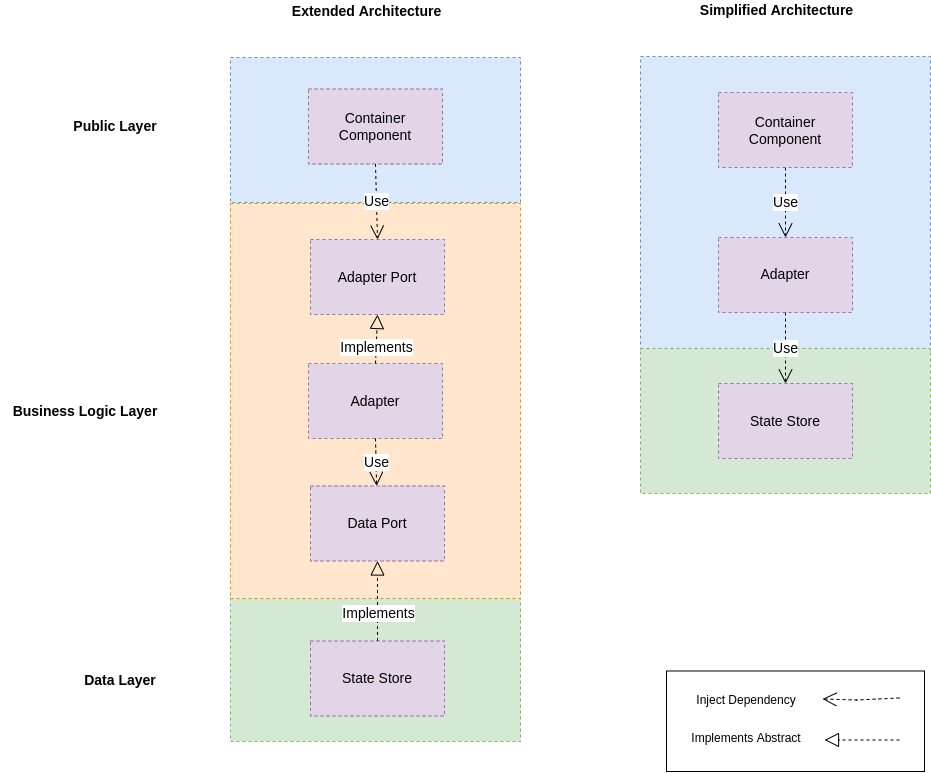 Extended Architecture
Simplified Architecture
Public Layer
Container
Component
Use
Adapter Port
Implements
Business Logic Layer
Adapter
Use
Data Port
Implements
Data Layer
State Store
Container
Component
Use
Adapter
Use
State Store
Inject Dependency
Implements Abstract